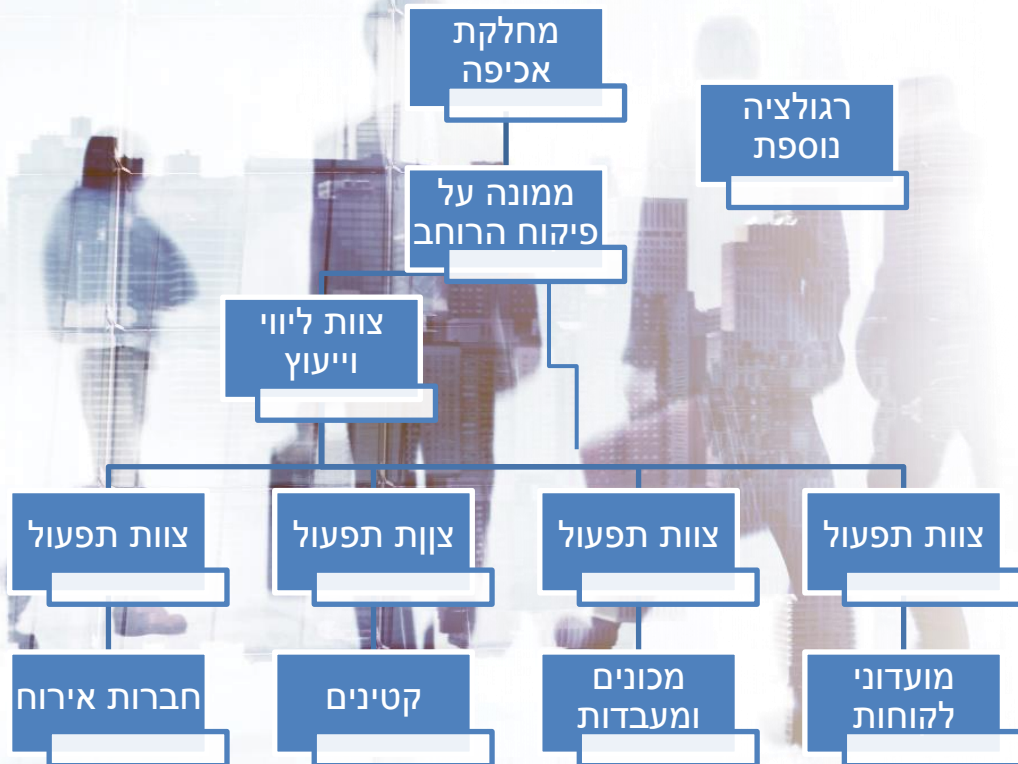 מחלקת
אכיפה
רגולציה
נוספת
ממונה על
פיקוח הרוחב
צוות ליווי
וייעוץ
צוות תפעול
צוות תפעול
צןןת תפעול
צוות תפעול
מועדוני
לקוחות
מכונים
ומעבדות
קטינים
חברות אירוח